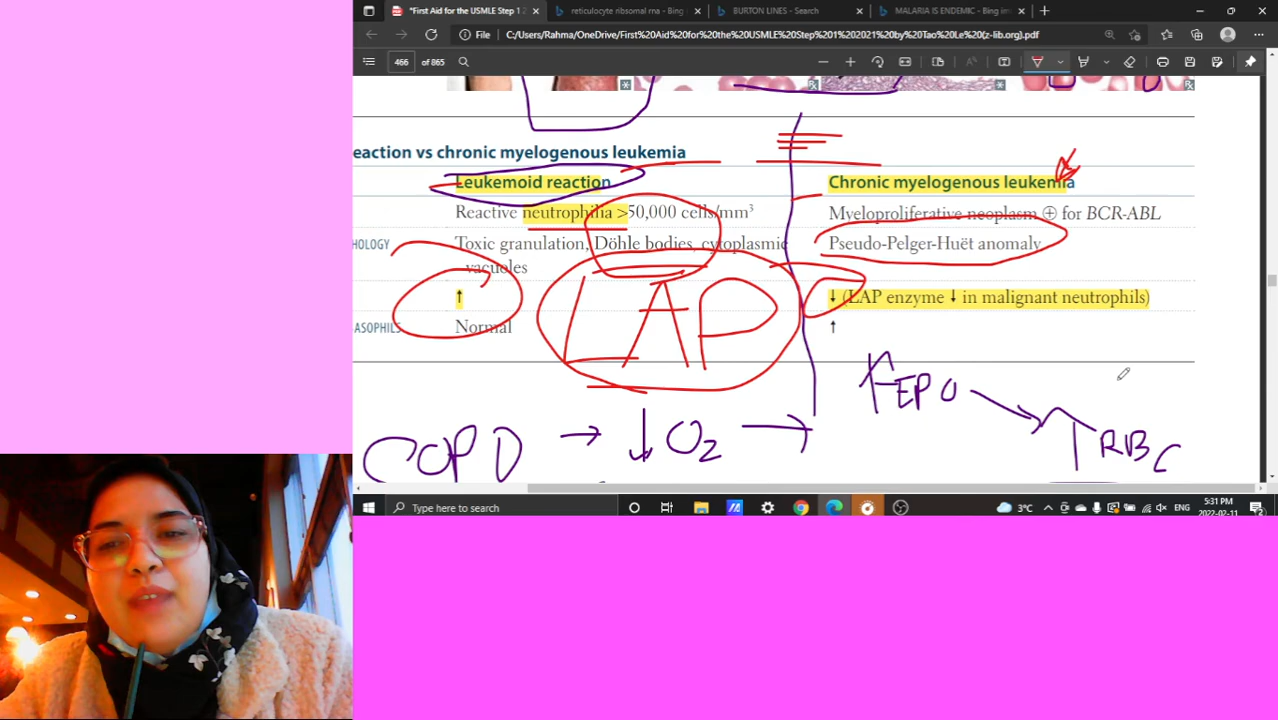 "First Aid for the USMLE Step 1 2
reticulocyte ribsomal rna - Bing
BURTON LINES - Search
MALARIA IS ENDEMIC - Bing im
File
C:/Users/Rahma/OneDrive/First%20Aid%20for%20the%20USMLE%20Step%201%202021%20by%20Tao%20Le%20(z-lib.org).pdf
466 of 865
eaction vs chronic myelogenous leukemia
Leukemoid reaction
Chronic myelogenous leukemia
Reactive neutrophilia >50,000 cells/mm³
Myeloproliferative neoplasm ⊕ for BCR-ABL
HOLOGY
Toxic granulation, Döhle bodies, cytoplasmic
vacuoles
Pseudo-Pelger-Huët anomaly
↑
LAP
↓ (LAP enzyme ↓ in malignant neutrophils)
ASOPHILS
Normal
↑
↑ EPO
↑ RBC
COPD → ↓ O2 →
Type here to search
3°C
ENG
5:31 PM
2022-02-11